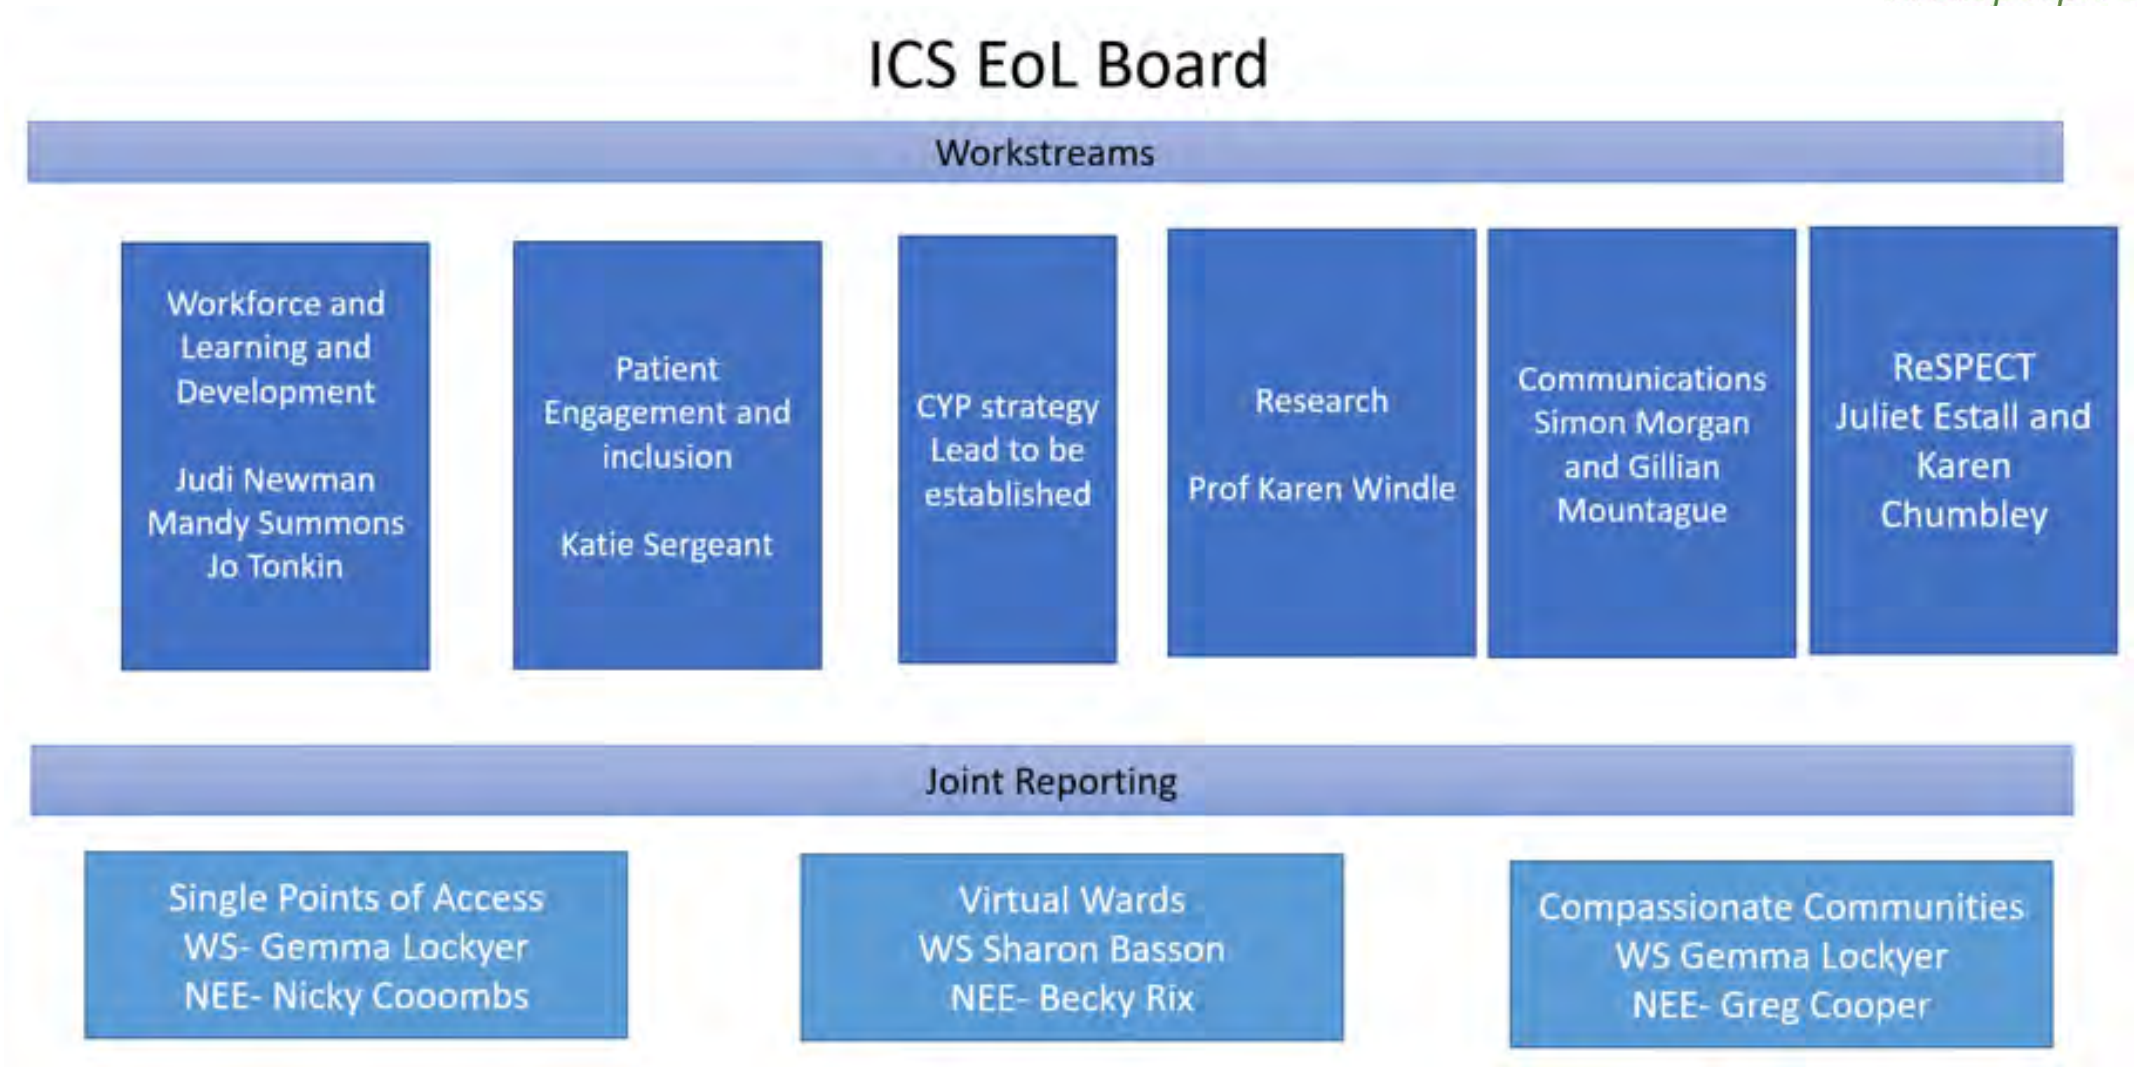 ICS EoL Board
Workstreams
Workforce and
Learning and
Development
Judi Newman
Mandy Summons
Jo Tonkin
Patient
Engagement and
inclusion
Katie Sergeant
CYP strategy
Lead to be
established
Research
Prof Karen Windle
Communications
Simon Morgan
and Gillian
Mountague
ReSPECT
Juliet Estall and
Karen
Chumbley
Joint Reporting
Single Points of Access
WS- Gemma Lockyer
NEE- Nicky Cooombs
Virtual Wards
WS Sharon Basson
NEE- Becky Rix
Compassionate Communities
WS Gemma Lockyer
NEE- Greg Cooper